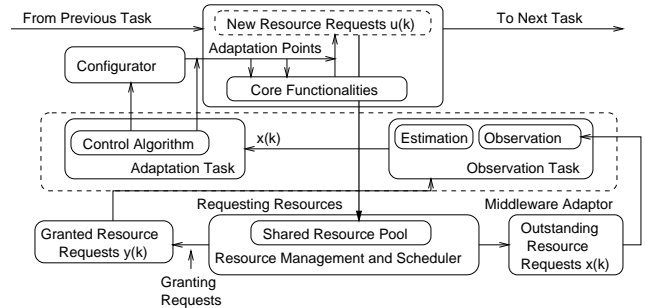 From Previous Task
New Resource Requests u(k)
To Next Task
Adaptation Points
Configurator
Core Functionalities
Control Algorithm
Adaptation Task
x(k)
Estimation
Observation
Observation Task
Requesting Resources
Middleware Adaptor
Granted Resource
Requests y(k)
Shared Resource Pool
Resource Management and Scheduler
Outstanding
Resource
Requests x(k)
Granting
Requests